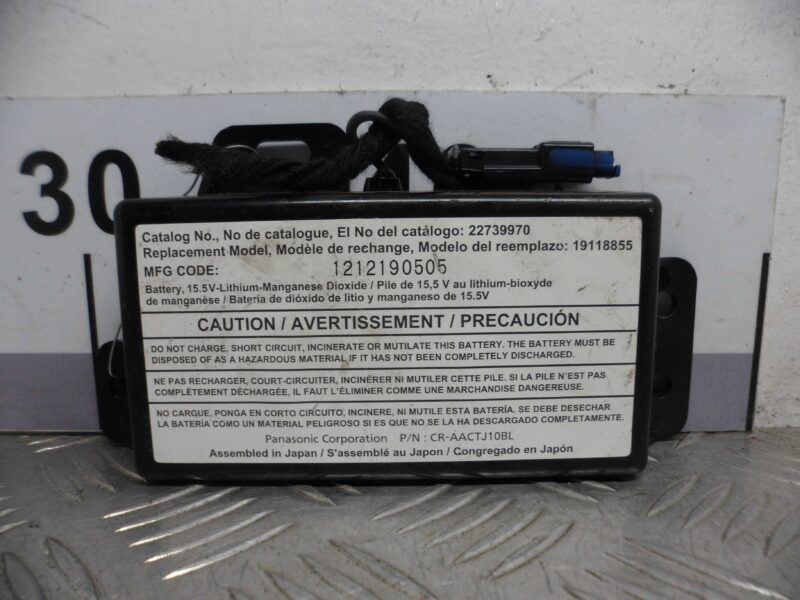 30
Catalog No., No de catalogue, El No del catálogo: 22739970
Replacement Model, Modèle de rechange, Modelo del reemplazo: 19118855
MFG CODE: 1212190505
Battery, 15.5V-Lithium-Manganese Dioxide / Pile de 15,5 V au lithium-bioxyde
de manganèse / Batería de dióxido de litio y manganeso de 15.5V
CAUTION / AVERTISSEMENT / PRECAUCIÓN
DO NOT CHARGE, SHORT CIRCUIT, INCINERATE OR MUTILATE THIS BATTERY. THE BATTERY MUST BE
DISPOSED OF AS A HAZARDOUS MATERIAL IF IT HAS NOT BEEN COMPLETELY DISCHARGED.
NE PAS RECHARGER, COURT-CIRCUITER, INCINÉRER NI MUTILER CETTE PILE. SI LA PILE N'EST PAS
COMPLÈTEMENT DÉCHARGÉE, IL FAUT L'ÉLIMINER COMME UNE MARCHANDISE DANGEREUSE.
NO CARGUE, PONGA EN CORTO CIRCUITO, INCINERE, NI MUTILE ESTA BATERÍA. SE DEBE DESECHAR
LA BATERÍA COMO UN MATERIAL PELIGROSO SI ES QUE NO SE LA HA DESCARGADO COMPLETAMENTE.
Panasonic Corporation P/N : CR-AACTJ10BL
Assembled in Japan / S'assemblé au Japon / Congregado en Japón